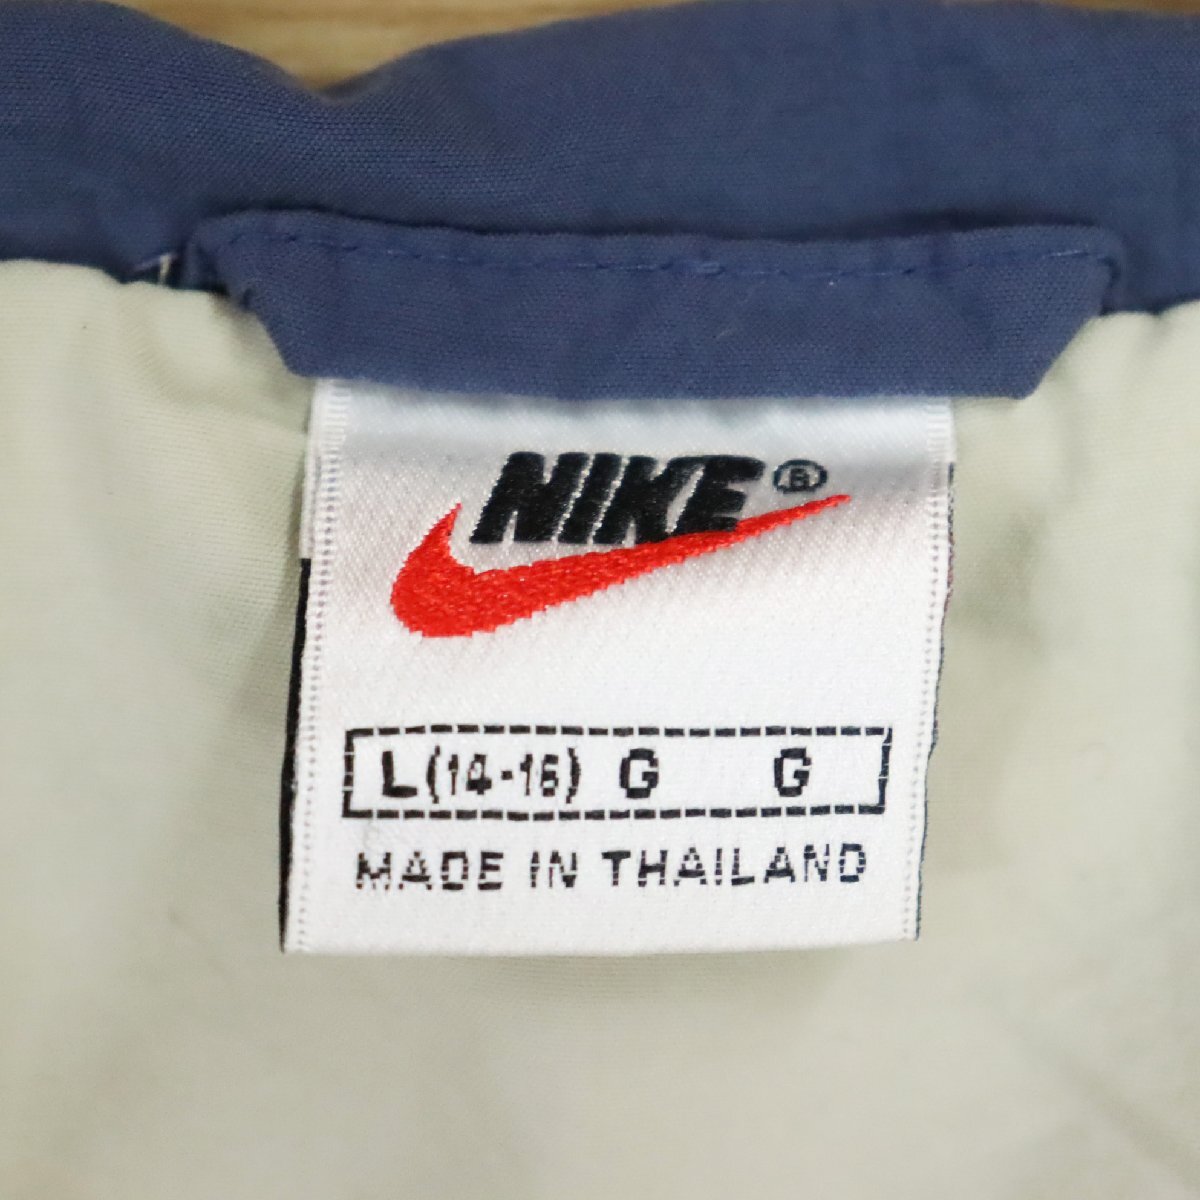 NIKE ®
L (14-16) G G
MADE IN THAILAND